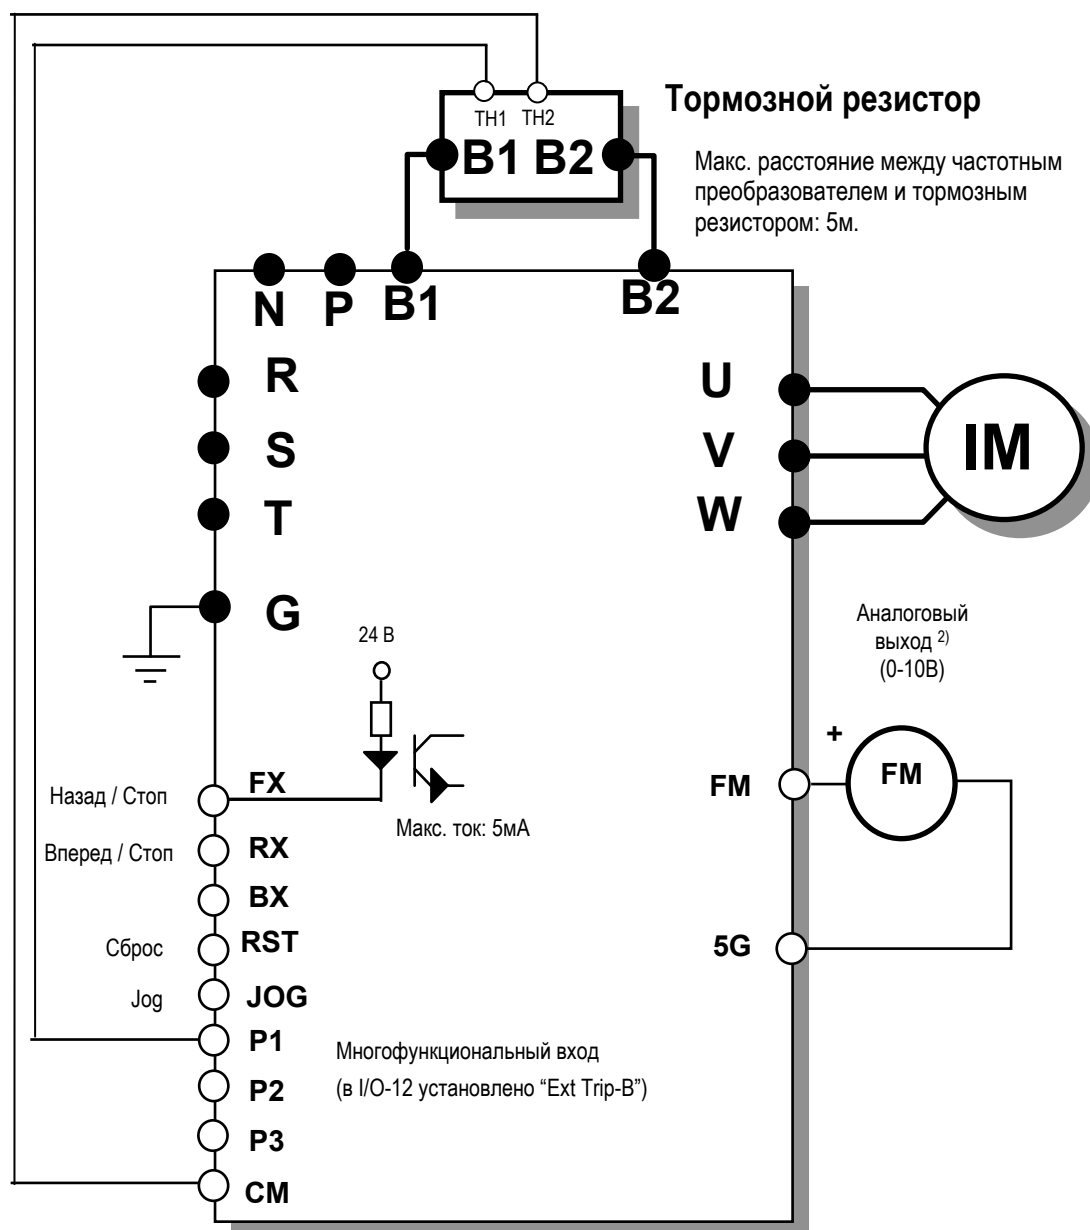 TH1 TH2
B1 B2
Тормозной резистор
Макс. расстояние между частотным
преобразователем и тормозным
резистором: 5м.
N P B1 B2
R
S
T
G
U
V
W
IM
24 В
Аналоговый
выход 2)
(0-10В)
+
FM
FM
5G
Макс. ток: 5мА
Назад / Стоп FX
Вперед / Стоп RX
BX
Сброс RST
Jog JOG
P1
Многофункциональный вход
(в I/O-12 установлено “Ext Trip-B”)
P2
P3
CM